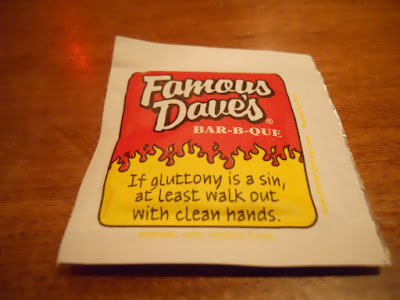 Famous
Dave's®
BAR-B-QUE
If gluttony is a sin,
at least walk out
with clean hands.